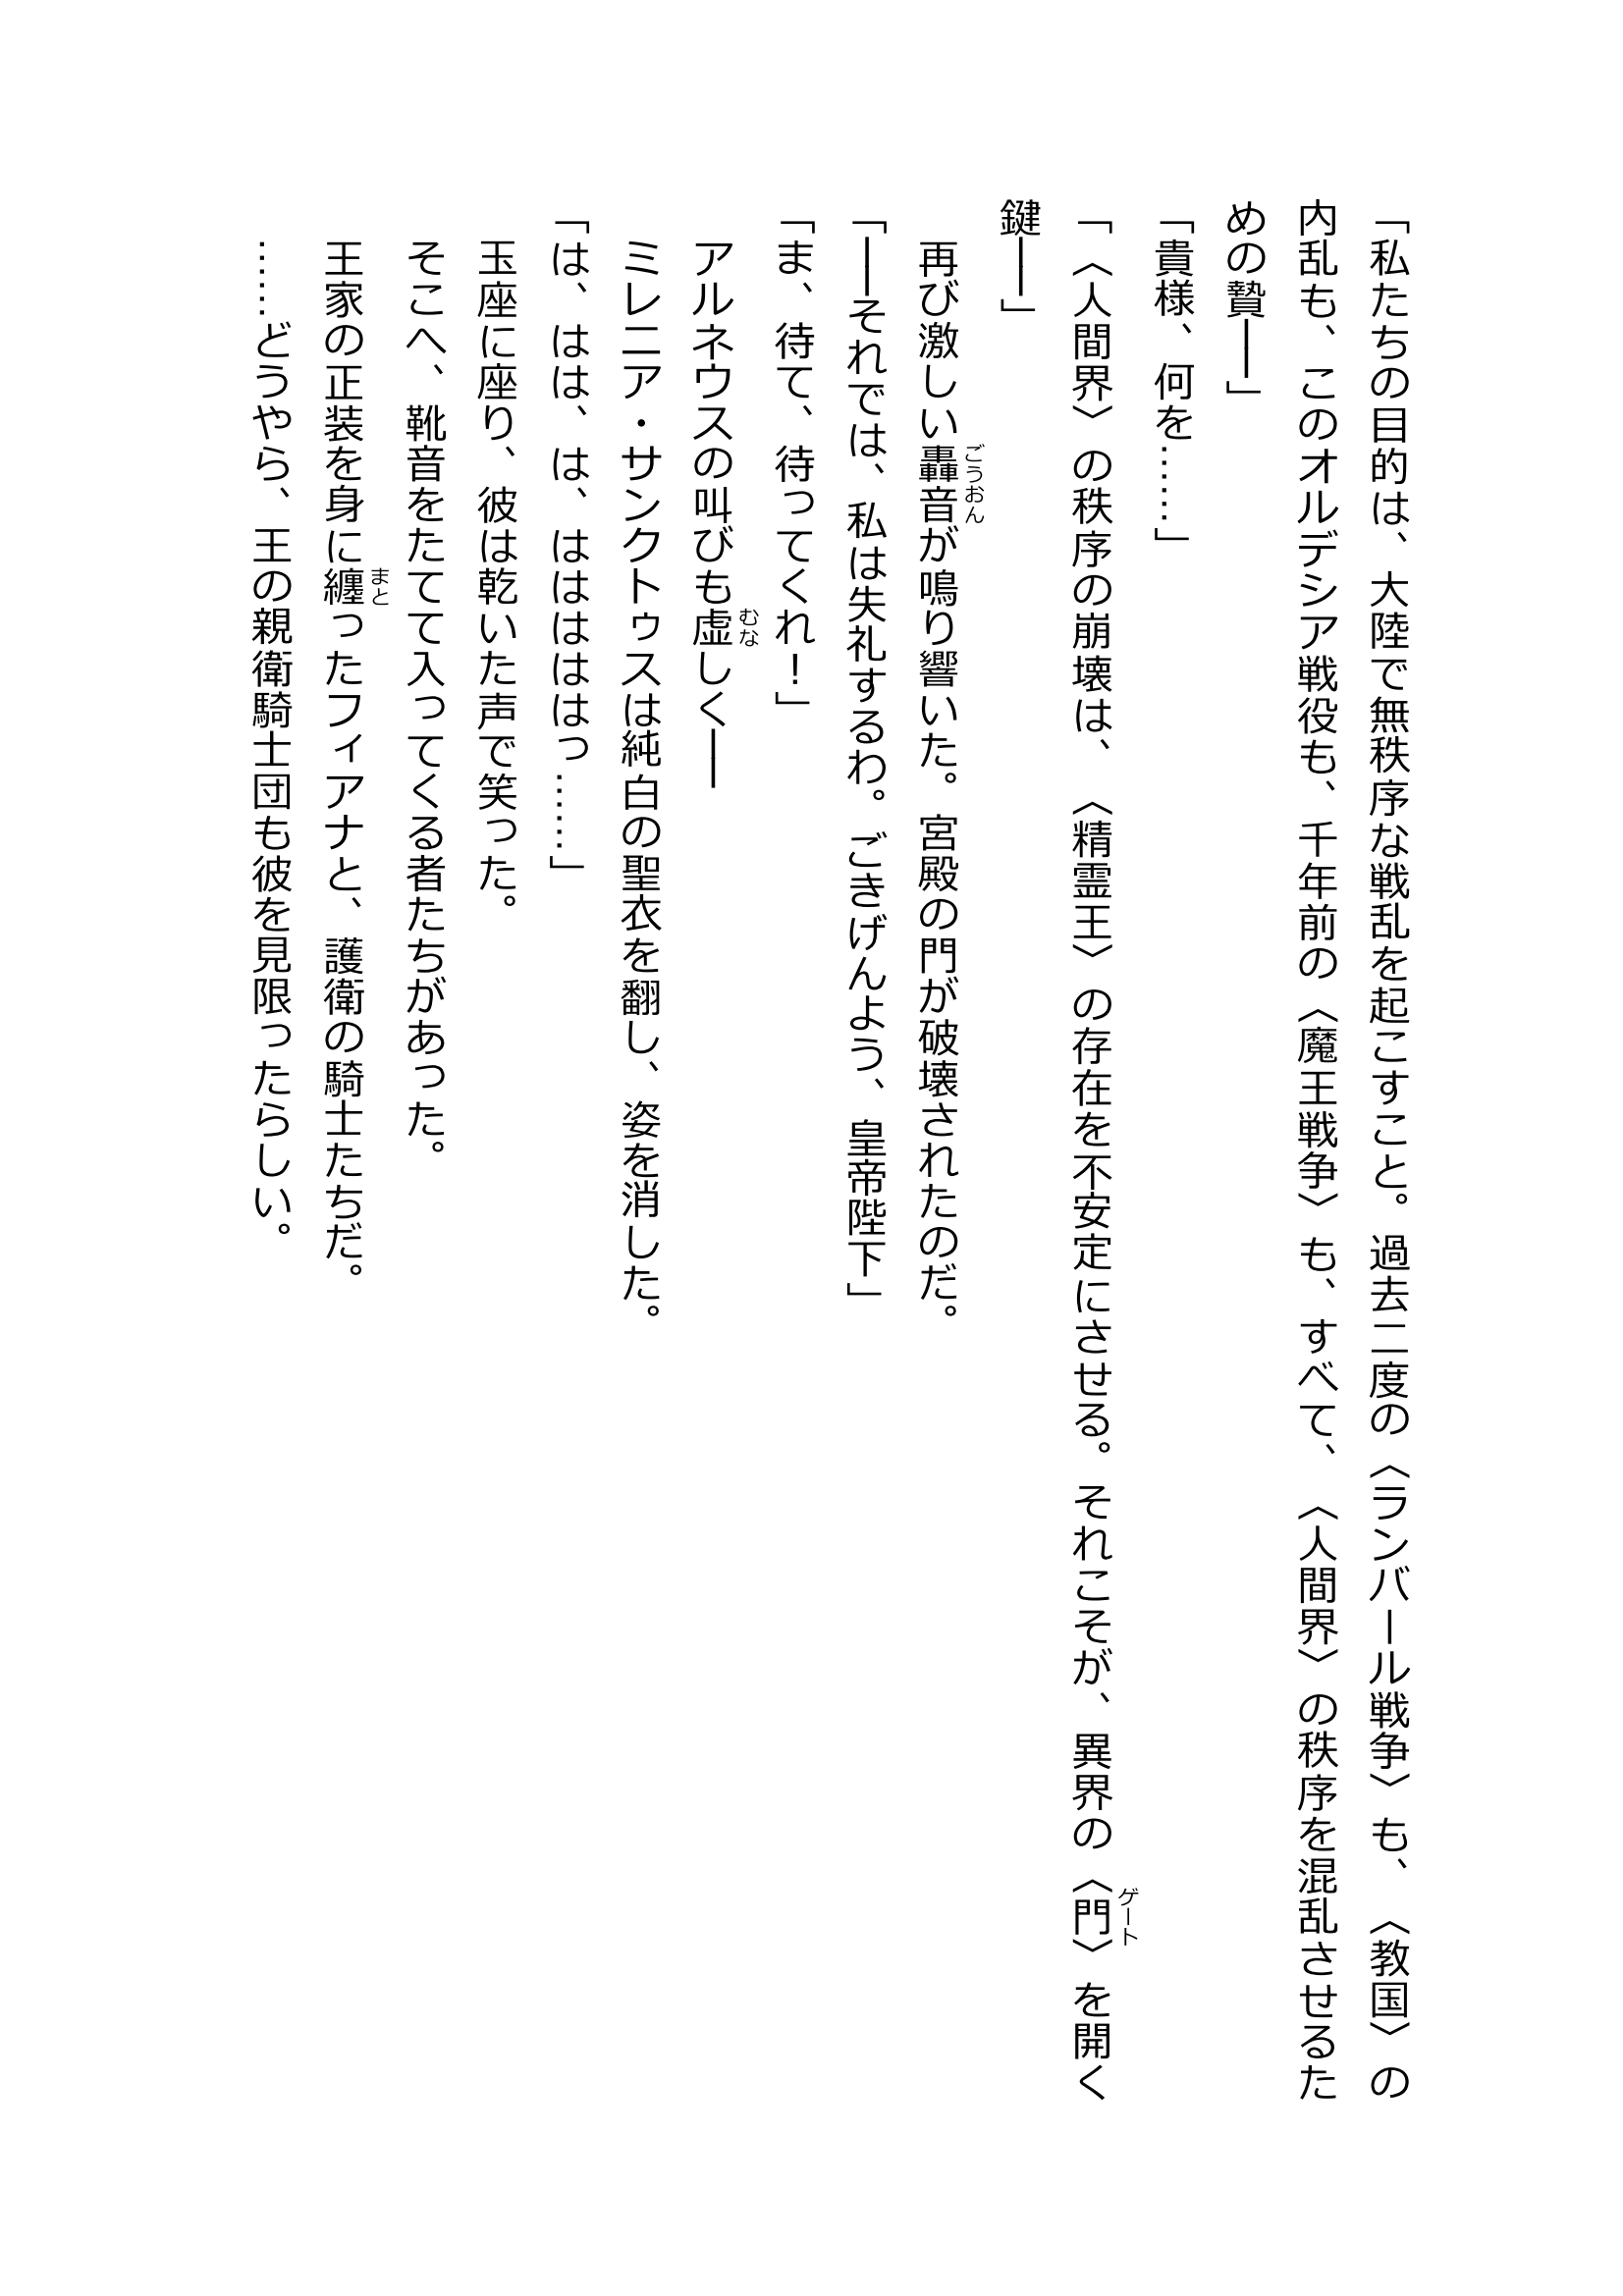 「私たちの目的は、大陸で無秩序な戦乱を起こすこと。過去二度の〈ランバール戦争〉も、〈教国〉の
内乱も、このオルデシア戦役も、千年前の〈魔王戦争〉も、すべて、〈人間界〉の秩序を混乱させるた
めの贄――」
「貴様、何を……」
「〈人間界〉の秩序の崩壊は、〈精霊王〉の存在を不安定にさせる。それこそが、異界の〈門〉を開く
ゲート
鍵――」
再び激しい轟音が鳴り響いた。宮殿の門が破壊されたのだ。
ごうおん
「――それでは、私は失礼するわ。ごきげんよう、皇帝陛下」
「ま、待て、待ってくれ！」
アルネウスの叫びも虚しく――
むな
ミレニア・サンクトゥスは純白の聖衣を翻し、姿を消した。
「は、はは、は、はははははっ……」
玉座に座り、彼は乾いた声で笑った。
そこへ、靴音をたてて入ってくる者たちがあった。
王家の正装を身に纏ったフィアナと、護衛の騎士たちだ。
まと
……どうやら、王の親衛騎士団も彼を見限ったらしい。